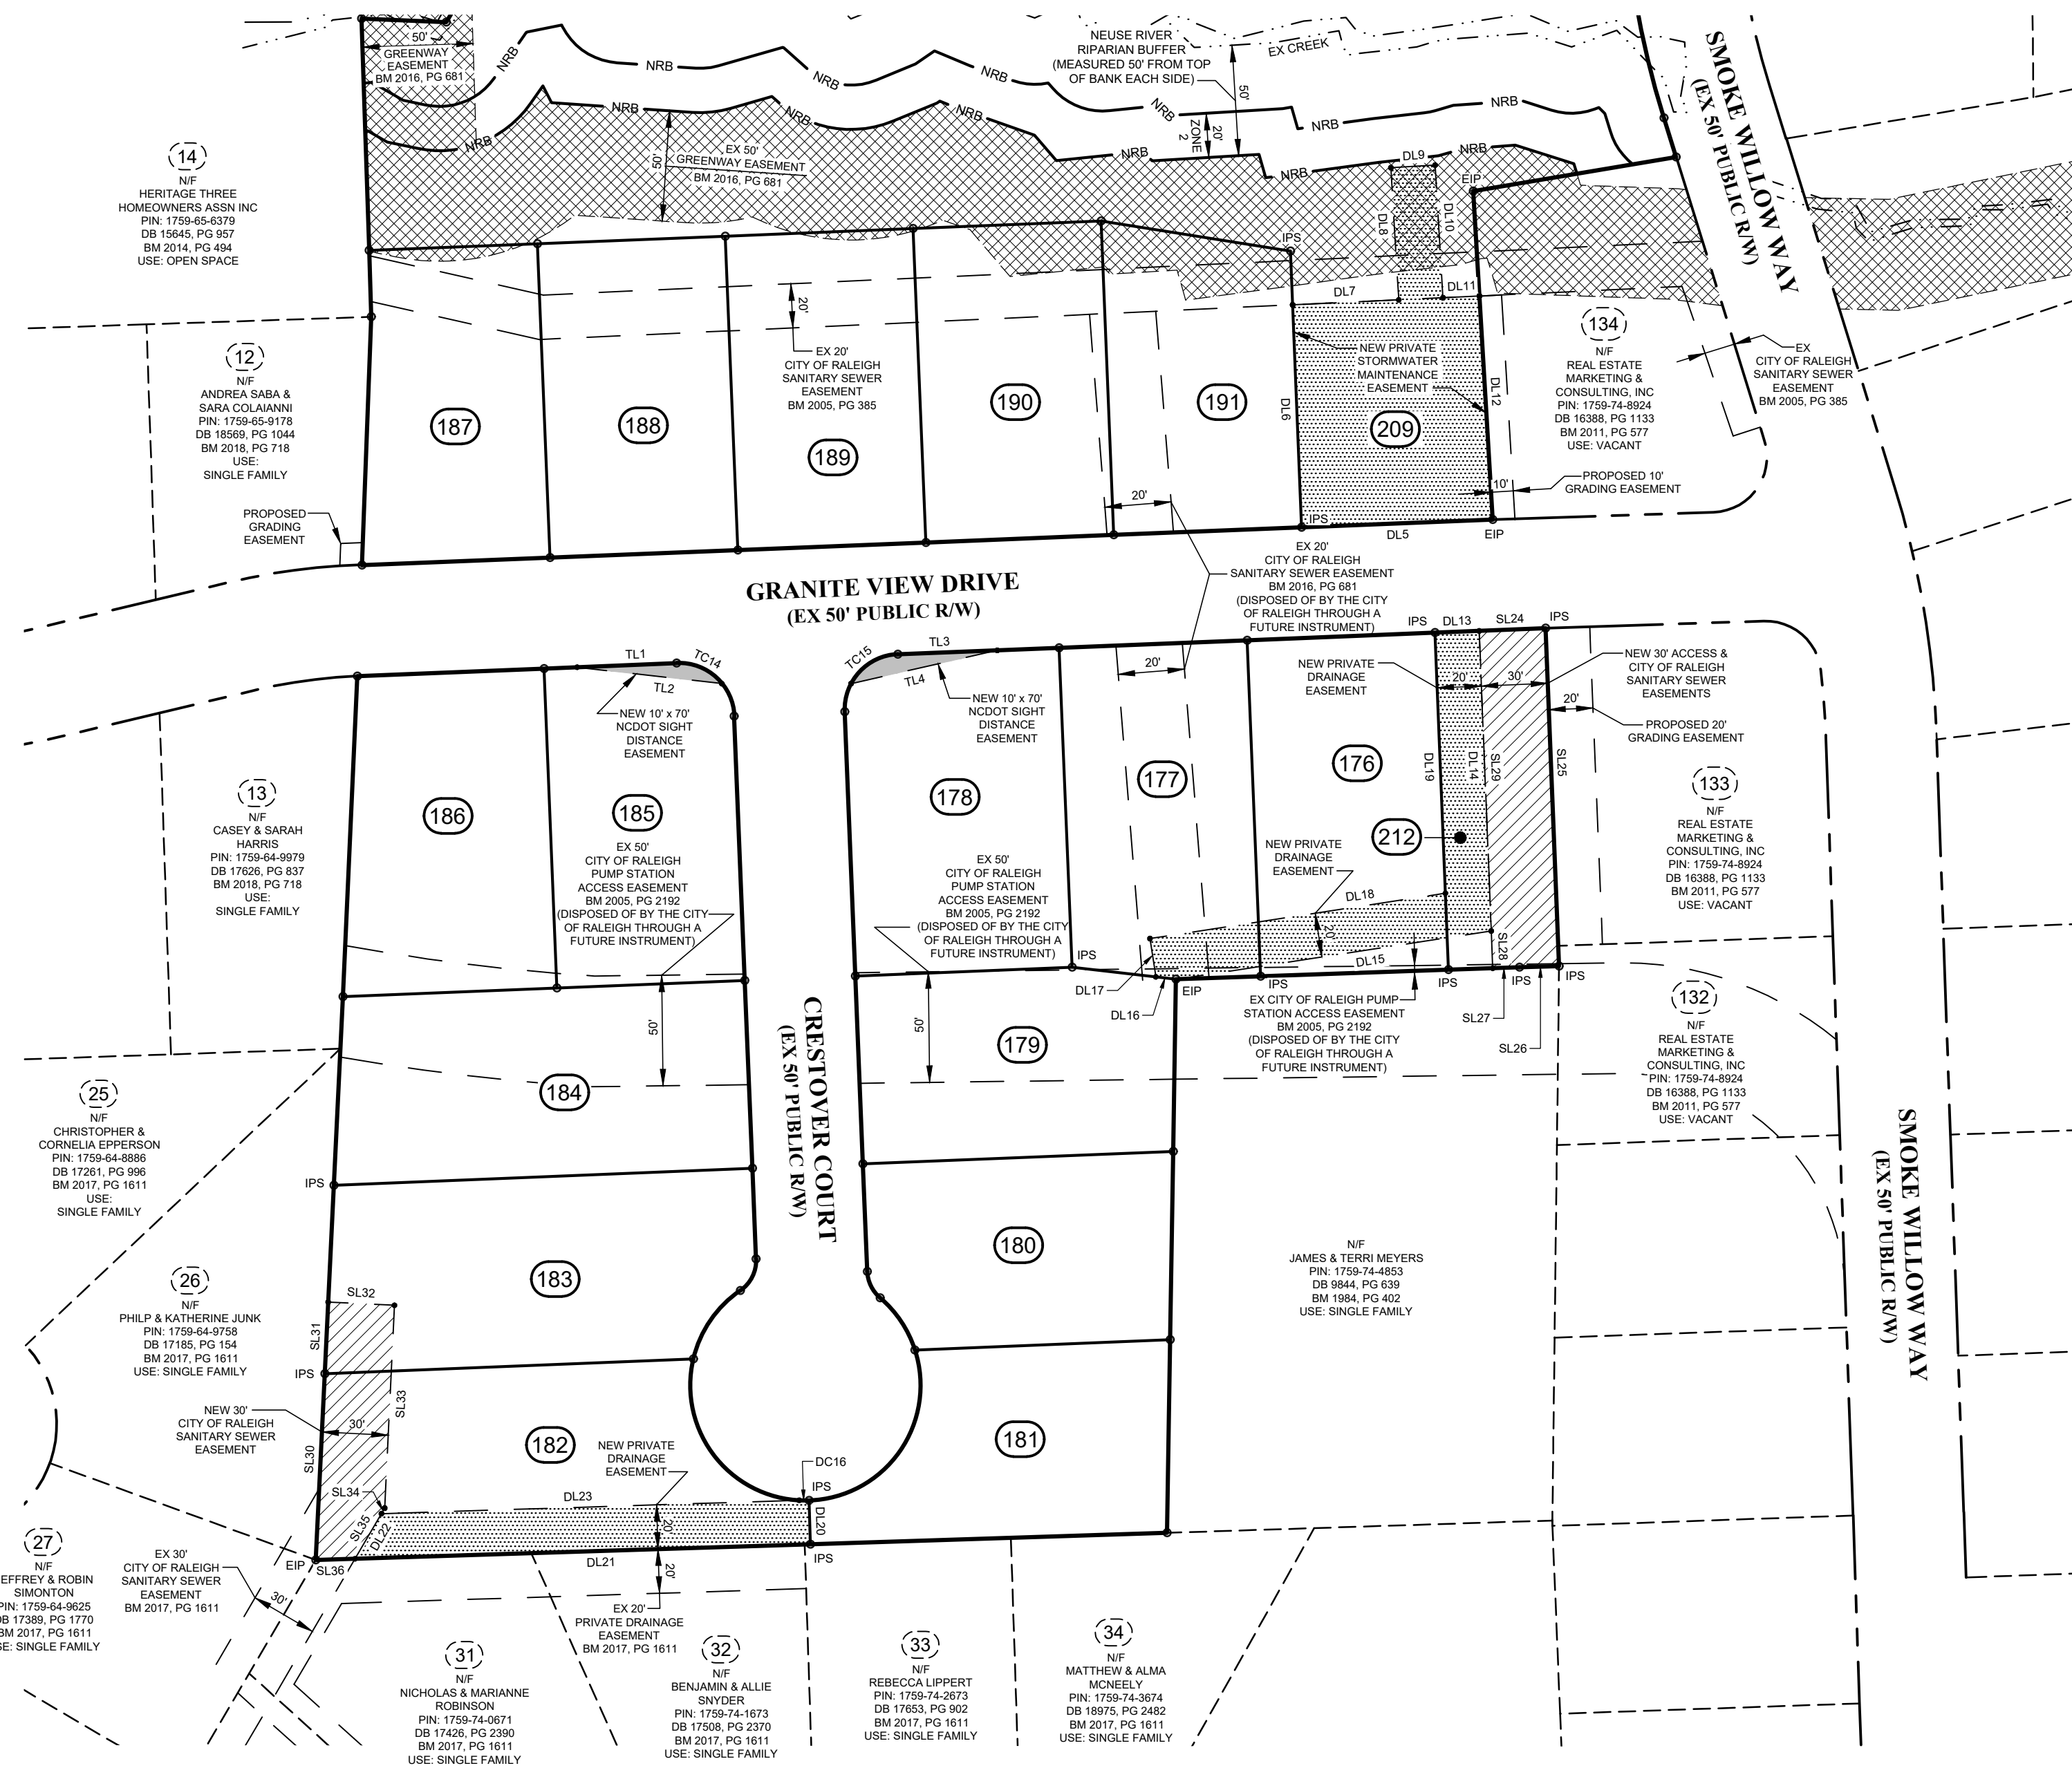 50'
GREENWAY
EASEMENT
BM 2016, PG 681
NRB
NRB
NRB
NRB
NRB
NRB
NRB
NEUSE RIVER
RIPARIAN BUFFER
(MEASURED 50' FROM TOP
OF BANK EACH SIDE)
EX CREEK
50'
20'
ZONE 2
NRB
NRB
NRB
NRB
NRB
NRB
NRB
EX 50'
GREENWAY EASEMENT
BM 2016, PG 681
50'
SMOKE WILLOW WAY
(EX 50' PUBLIC R/W)
14
N/F
HERITAGE THREE
HOMEOWNERS ASSN INC
PIN: 1759-65-6379
DB 15645, PG 957
BM 2014, PG 494
USE: OPEN SPACE
DL9
EIP
DL8
DL10
IPS
DL7
DL11
12
N/F
ANDREA SABA &
SARA COLAIANNI
PIN: 1759-65-9178
DB 18569, PG 1044
BM 2018, PG 718
USE:
SINGLE FAMILY
20'
EX 20'
CITY OF RALEIGH
SANITARY SEWER
EASEMENT
BM 2005, PG 385
187
188
189
190
191
DL6
NEW PRIVATE
STORMWATER
MAINTENANCE
EASEMENT
209
DL12
134
N/F
REAL ESTATE
MARKETING &
CONSULTING, INC
PIN: 1759-74-8924
DB 16388, PG 1133
BM 2011, PG 577
USE: VACANT
EX
CITY OF RALEIGH
SANITARY SEWER
EASEMENT
BM 2005, PG 385
PROPOSED
GRADING
EASEMENT
20'
10'
PROPOSED 10'
GRADING EASEMENT
IPS
DL5
EIP
GRANITE VIEW DRIVE
(EX 50' PUBLIC R/W)
EX 20'
CITY OF RALEIGH
SANITARY SEWER EASEMENT
BM 2016, PG 681
(DISPOSED OF BY THE CITY
OF RALEIGH THROUGH A
FUTURE INSTRUMENT)
TL1
TC14
TL2
TC15
TL3
TL4
IPS
DL13
SL24
IPS
NEW 10' x 70'
NCDOT SIGHT
DISTANCE
EASEMENT
NEW 10' x 70'
NCDOT SIGHT
DISTANCE
EASEMENT
20'
NEW PRIVATE
DRAINAGE
EASEMENT
20'
30'
NEW 30' ACCESS &
CITY OF RALEIGH
SANITARY SEWER
EASEMENTS
20'
PROPOSED 20'
GRADING EASEMENT
13
N/F
CASEY & SARAH
HARRIS
PIN: 1759-64-9979
DB 17626, PG 837
BM 2018, PG 718
USE:
SINGLE FAMILY
186
185
EX 50'
CITY OF RALEIGH
PUMP STATION
ACCESS EASEMENT
BM 2005, PG 2192
(DISPOSED OF BY THE CITY
OF RALEIGH THROUGH A
FUTURE INSTRUMENT)
178
EX 50'
CITY OF RALEIGH
PUMP STATION
ACCESS EASEMENT
BM 2005, PG 2192
(DISPOSED OF BY THE CITY
OF RALEIGH THROUGH A
FUTURE INSTRUMENT)
177
176
DL19
DL14
SL29
SL25
212
NEW PRIVATE
DRAINAGE
EASEMENT
DL18
20'
SL28
DL15
133
N/F
REAL ESTATE
MARKETING &
CONSULTING, INC
PIN: 1759-74-8924
DB 16388, PG 1133
BM 2011, PG 577
USE: VACANT
IPS
DL17
DL16
EIP
IPS
IPS
IPS
IPS
SL27
SL26
EX CITY OF RALEIGH PUMP
STATION ACCESS EASEMENT
BM 2005, PG 2192
(DISPOSED OF BY THE CITY
OF RALEIGH THROUGH A
FUTURE INSTRUMENT)
50'
50'
179
184
CRESTOVER COURT
(EX 50' PUBLIC R/W)
132
N/F
REAL ESTATE
MARKETING &
CONSULTING, INC
PIN: 1759-74-8924
DB 16388, PG 1133
BM 2011, PG 577
USE: VACANT
25
N/F
CHRISTOPHER &
CORNELIA EPPERSON
PIN: 1759-64-8886
DB 17261, PG 996
BM 2017, PG 1611
USE:
SINGLE FAMILY
IPS
SMOKE WILLOW WAY
(EX 50' PUBLIC R/W)
183
180
N/F
JAMES & TERRI MEYERS
PIN: 1759-74-4853
DB 9844, PG 639
BM 1984, PG 402
USE: SINGLE FAMILY
26
N/F
PHILP & KATHERINE JUNK
PIN: 1759-64-9758
DB 17185, PG 154
BM 2017, PG 1611
USE: SINGLE FAMILY
SL32
SL31
IPS
SL33
NEW 30'
CITY OF RALEIGH
SANITARY SEWER
EASEMENT
30'
SL30
182
181
NEW PRIVATE
DRAINAGE
EASEMENT
DC16
IPS
SL34
DL23
SL35
DL22
20'
DL20
EIP
SL36
DL21
IPS
20'
27
N/F
EFFREY & ROBIN
SIMONTON
PIN: 1759-64-9625
DB 17389, PG 1770
BM 2017, PG 1611
SE: SINGLE FAMILY
EX 30'
CITY OF RALEIGH
SANITARY SEWER
EASEMENT
BM 2017, PG 1611
30'
EX 20'
PRIVATE DRAINAGE
EASEMENT
BM 2017, PG 1611
31
N/F
NICHOLAS & MARIANNE
ROBINSON
PIN: 1759-74-0671
DB 17426, PG 2390
BM 2017, PG 1611
USE: SINGLE FAMILY
32
N/F
BENJAMIN & ALLIE
SNYDER
PIN: 1759-74-1673
DB 17508, PG 2370
BM 2017, PG 1611
USE: SINGLE FAMILY
33
N/F
REBECCA LIPPERT
PIN: 1759-74-2673
DB 17653, PG 902
BM 2017, PG 1611
USE: SINGLE FAMILY
34
N/F
MATTHEW & ALMA
MCNEELY
PIN: 1759-74-3674
DB 18975, PG 2482
BM 2017, PG 1611
USE: SINGLE FAMILY